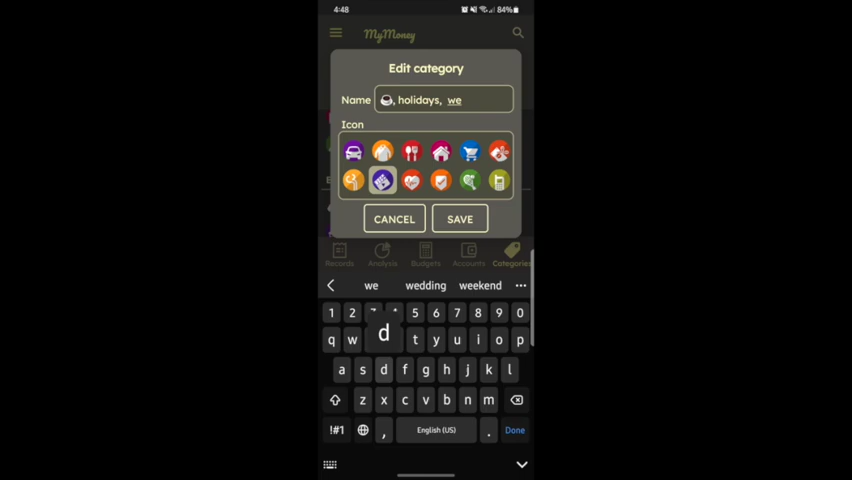 4:48 84%
MyMoney
Edit category
Name ☕, holidays, we
Icon
CANCEL SAVE
Records Analysis Budgets Accounts Categories
we wedding weekend
1 2 5 6 7 8 9 0
q w d t y u i o p
a s d f g h j k l
z x c v b n m
!#1 , English (US) . Done